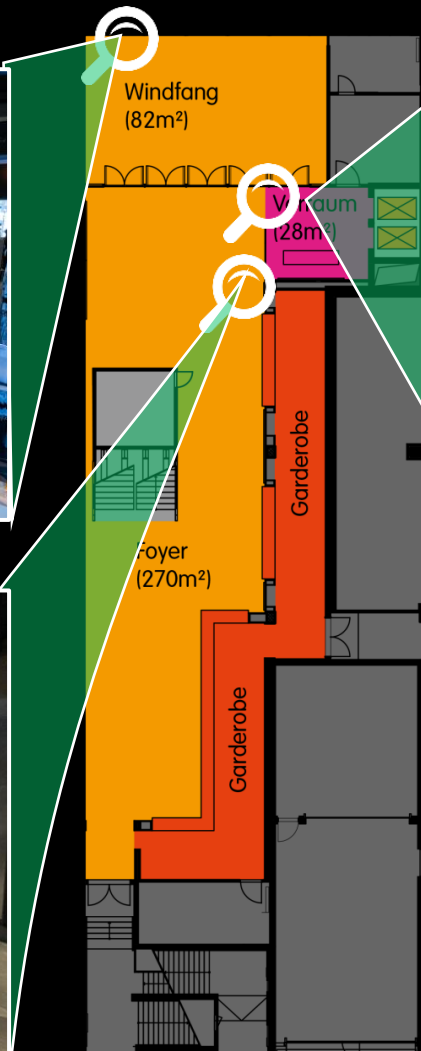 Windfang
(82m²)
Vorraum
(28m²)
Garderobe
Foyer
(270m²)
Garderobe